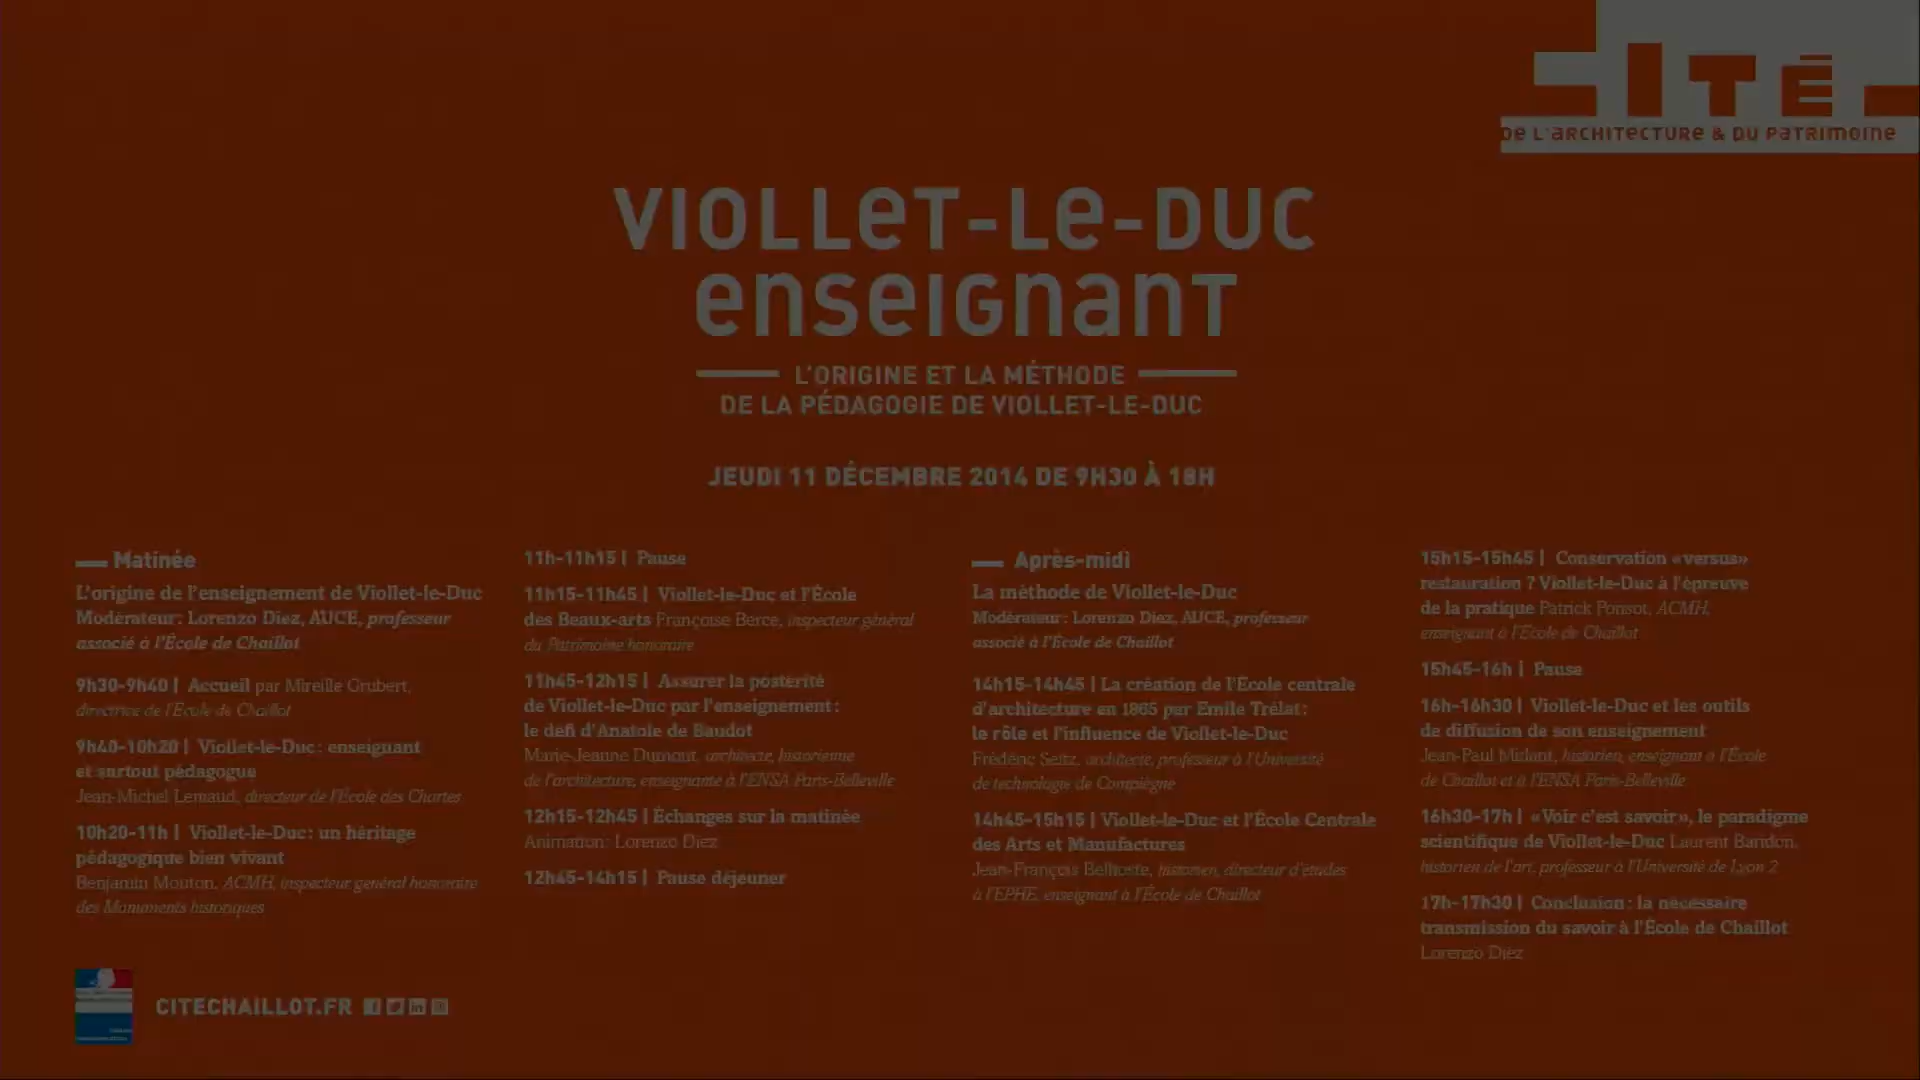 CITÉ
DE L'ARCHITECTURE & DU PATRIMOINE
VIOLLET-LE-DUC
ENSEIGNANT
L'ORIGINE ET LA MÉTHODE
DE LA PÉDAGOGIE DE VIOLLET-LE-DUC
JEUDI 11 DÉCEMBRE 2014 DE 9H30 À 18H
Matinée
L'origine de l'enseignement de Viollet-le-Duc
Modérateur : Lorenzo Diez, AUCE, professeur
associé à l'École de Chaillot
9h30-9h40 | Accueil par Mireille Grubert,
directrice de l'École de Chaillot
9h40-10h20 | Viollet-le-Duc : enseignant
et surtout pédagogue
Jean-Michel Leniaud, directeur de l'École des Chartes
10h20-11h | Viollet-le-Duc : un héritage
pédagogique bien vivant
Benjamin Mouton, ACMH, inspecteur général honoraire
des Monuments historiques
11h-11h15 | Pause
11h15-11h45 | Viollet-le-Duc et l'École
des Beaux-arts Françoise Berce, inspecteur général
du Patrimoine honoraire
11h45-12h15 | Assurer la postérité
de Viollet-le-Duc par l'enseignement :
le défi d'Anatole de Baudot
Marie-Jeanne Dumont, architecte, historienne
de l'architecture, enseignante à l'ENSA Paris-Belleville
12h15-12h45 | Échanges sur la matinée
Animation : Lorenzo Diez
12h45-14h15 | Pause déjeuner
Après-midi
La méthode de Viollet-le-Duc
Modérateur : Lorenzo Diez, AUCE, professeur
associé à l'École de Chaillot
14h15-14h45 | La création de l'École centrale
d'architecture en 1865 par Emile Trélat :
le rôle et l'influence de Viollet-le-Duc
Frédéric Seitz, architecte, professeur à l'Université
de technologie de Compiègne
14h45-15h15 | Viollet-le-Duc et l'École Centrale
des Arts et Manufactures
Jean-François Belhoste, historien, directeur d'études
à l'EPHE, enseignant à l'École de Chaillot
15h15-15h45 | Conservation «versus»
restauration ? Viollet-le-Duc à l'épreuve
de la pratique Patrick Ponsot, ACMH,
enseignant à l'École de Chaillot
15h45-16h | Pause
16h-16h30 | Viollet-le-Duc et les outils
de diffusion de son enseignement
Jean-Paul Midant, historien, enseignant à l'École
de Chaillot et à l'ENSA Paris-Belleville
16h30-17h | «Voir c'est savoir», le paradigme
scientifique de Viollet-le-Duc Laurent Baridon,
historien de l'art, professeur à l'Université de Lyon 2
17h-17h30 | Conclusion : la nécessaire
transmission du savoir à l'École de Chaillot
Lorenzo Diez
CITECHAILLOT.FR